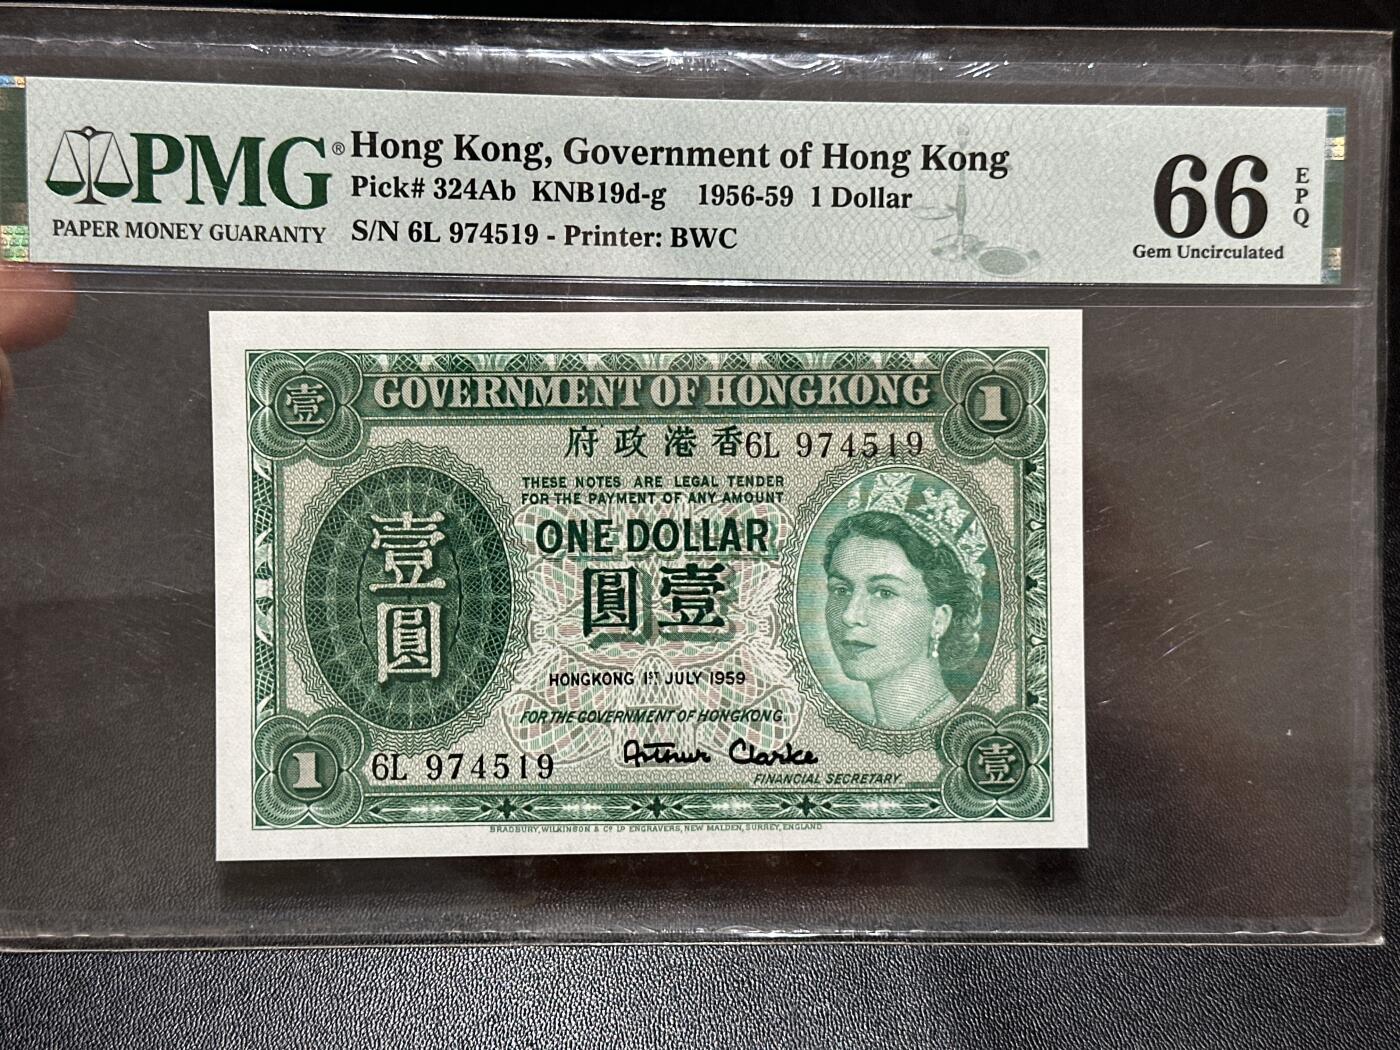 PMG®
PAPER MONEY GUARANTY
Hong Kong, Government of Hong Kong
Pick# 324Ab KNB19d-g 1956-59 1 Dollar
S/N 6L 974519 - Printer: BWC
66 EPQ
Gem Uncirculated
壹 GOVERNMENT OF HONGKONG 1
府政港香 6L 974519
THESE NOTES ARE LEGAL TENDER
FOR THE PAYMENT OF ANY AMOUNT
ONE DOLLAR
圓壹
壹圓
HONGKONG 1ST JULY 1959
FOR THE GOVERNMENT OF HONGKONG.
Arthur Clarke
FINANCIAL SECRETARY.
1 6L 974519 壹
BRADBURY, WILKINSON & Co LD ENGRAVERS, NEW MALDEN, SURREY, ENGLAND